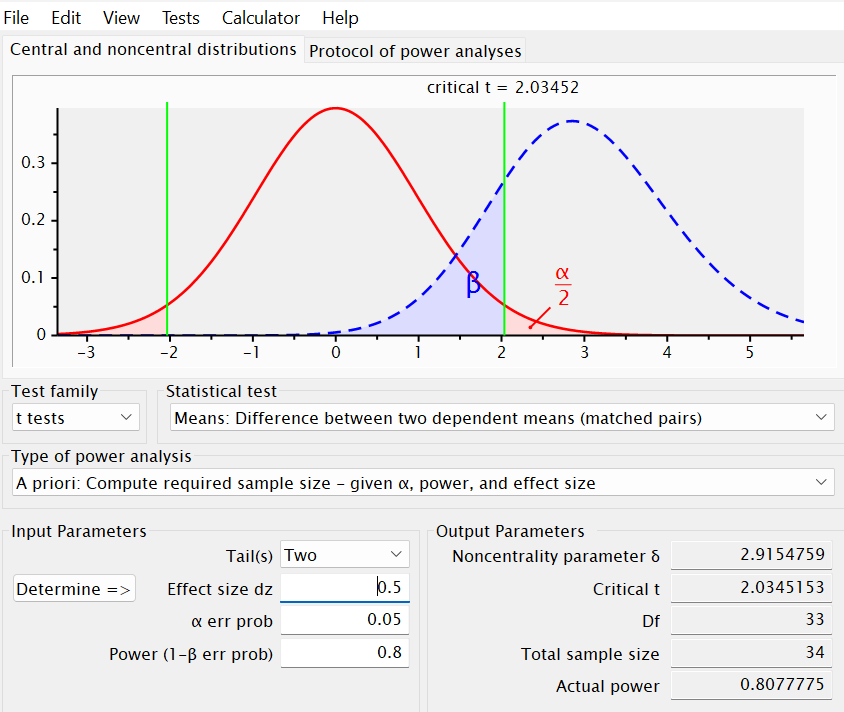 File Edit View Tests Calculator Help
Central and noncentral distributions Protocol of power analyses
critical t = 2.03452
0.3
0.2
0.1
0
β
α
2
−3 −2 −1 0 1 2 3 4 5
Test family Statistical test
t tests Means: Difference between two dependent means (matched pairs)
Type of power analysis
A priori: Compute required sample size – given α, power, and effect size
Input Parameters Output Parameters
Tail(s) Two Noncentrality parameter δ 2.9154759
Determine => Effect size dz 0.5 Critical t 2.0345153
α err prob 0.05 Df 33
Power (1–β err prob) 0.8 Total sample size 34
Actual power 0.8077775